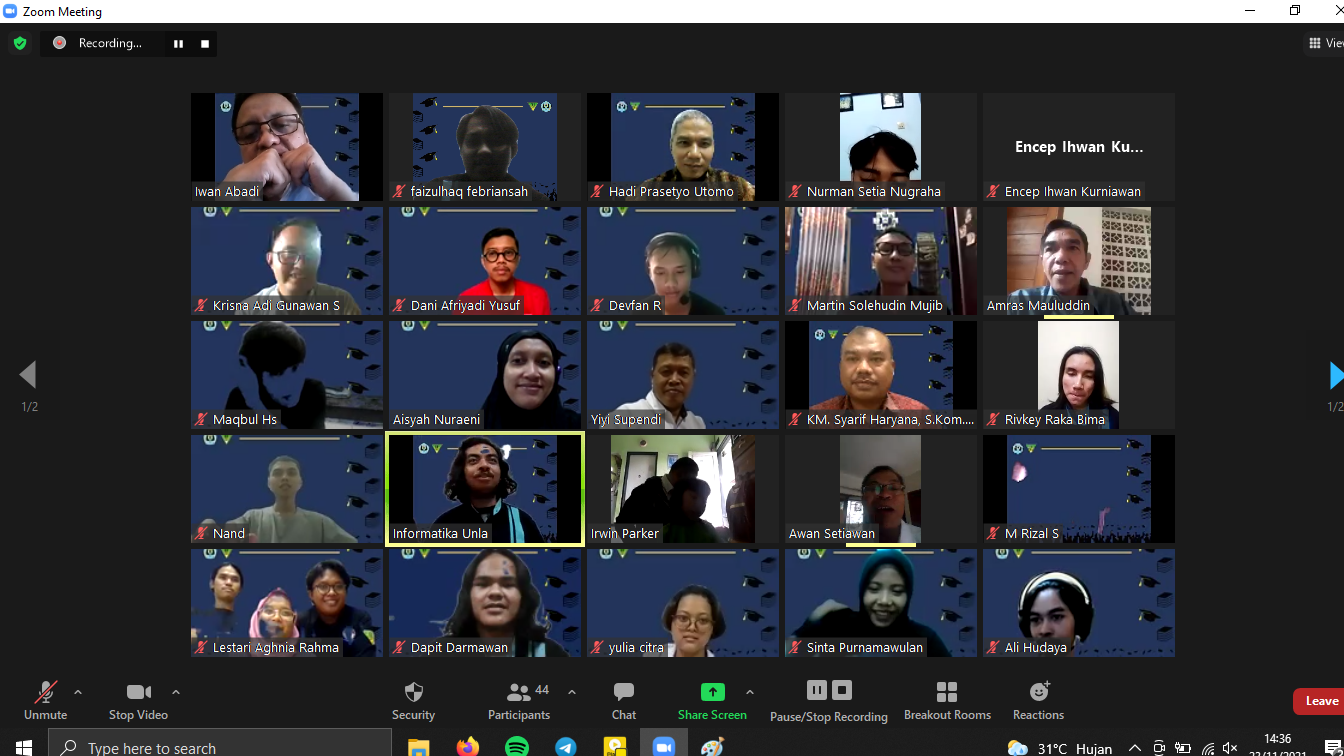 Zoom Meeting
Recording...
View
Iwan Abadi
faizulhaq febriansah
Hadi Prasetyo Utomo
Nurman Setia Nugraha
Encep Ihwan Ku...
Encep Ihwan Kurniawan
Krisna Adi Gunawan S
Dani Afriyadi Yusuf
Devfan R
Martin Solehudin Mujib
Amras Mauluddin
1/2
Maqbul Hs
Aisyah Nuraeni
Yiyi Supendi
KM. Syarif Haryana, S.Kom....
Rivkey Raka Bima
1/2
Nand
Informatika Unla
Irwin Parker
Awan Setiawan
M Rizal S
Lestari Aghnia Rahma
Dapit Darmawan
yulia citra
Sinta Purnamawulan
Ali Hudaya
Unmute
Stop Video
Security
Participants 44
Chat
Share Screen
Pause/Stop Recording
Breakout Rooms
Reactions
Leave
Type here to search
31°C Hujan
14:36